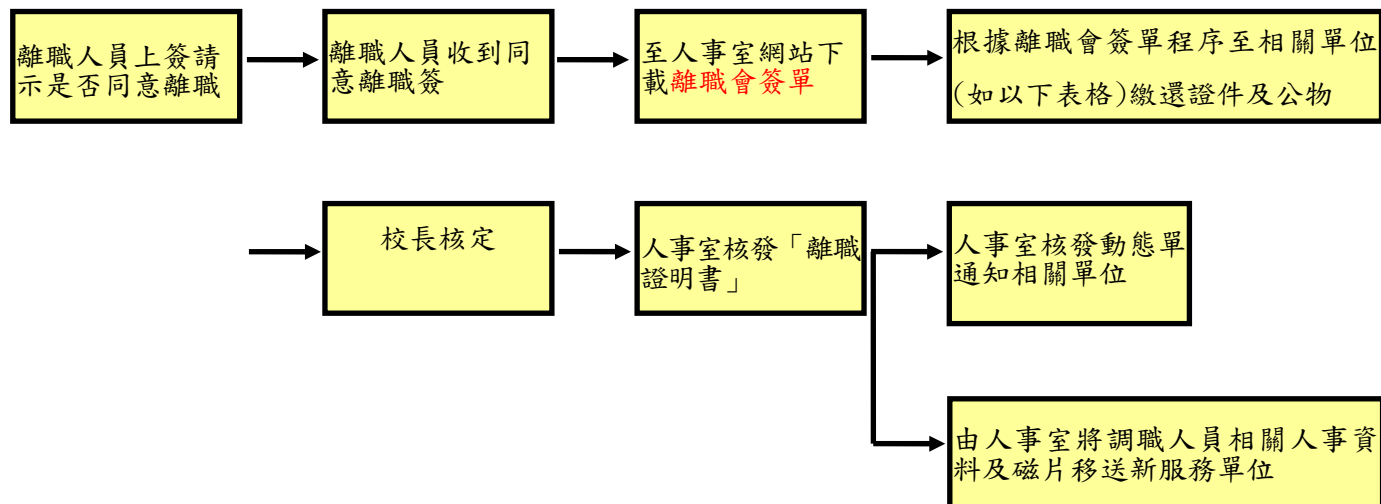 離職人員上簽請
示是否同意離職
離職人員收到同
意離職簽
至人事室網站下
載離職會簽單
根據離職會簽單程序至相關單位
(如以下表格)繳還證件及公物
校長核定
人事室核發「離職
證明書」
人事室核發動態單
通知相關單位
由人事室將調職人員相關人事資
料及磁片移送新服務單位